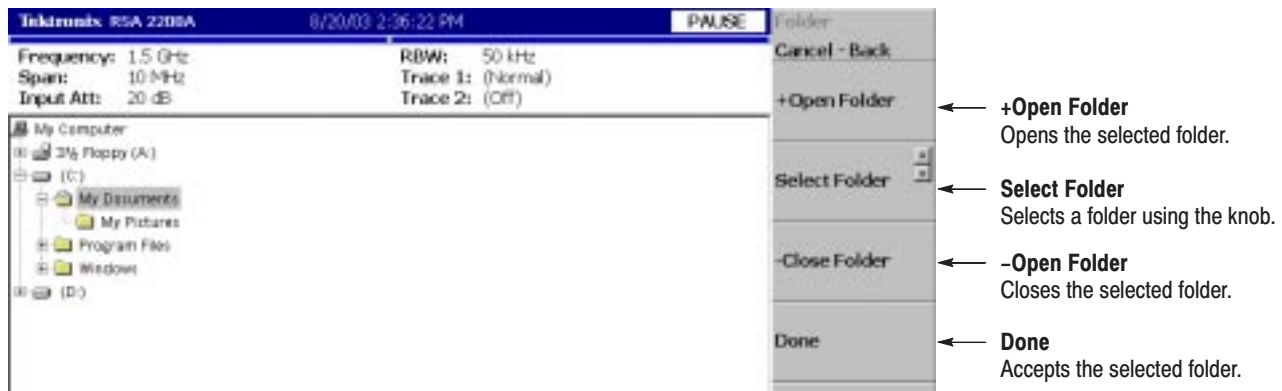 Tektronix RSA 2200A 8/20/03 2:36:22 PM PAUSE
Frequency: 1.5 GHz RBW: 50 kHz
Span: 10 MHz Trace 1: (Normal)
Input Att: 20 dB Trace 2: (Off)
My Computer
3½ Floppy (A:)
(C:)
My Documents
My Pictures
Program Files
Windows
(D:)
Folder
Cancel - Back
+Open Folder
Select Folder
-Close Folder
Done
+Open Folder
Opens the selected folder.
Select Folder
Selects a folder using the knob.
–Open Folder
Closes the selected folder.
Done
Accepts the selected folder.